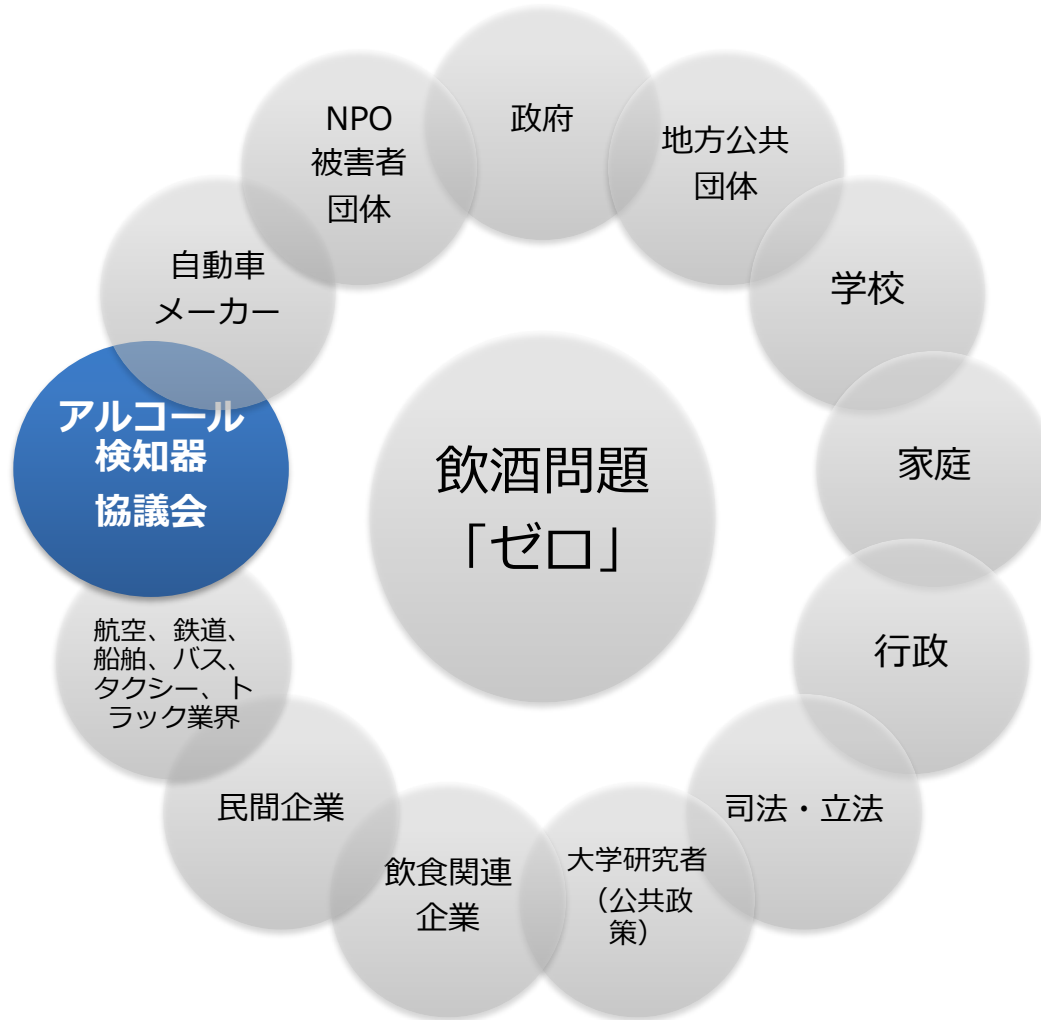 政府
地方公共
団体
学校
家庭
行政
司法・立法
大学研究者
（公共政
策）
飲食関連
企業
民間企業
航空、鉄道、
船舶、バス、
タクシー、ト
ラック業界
アルコール
検知器
協議会
自動車
メーカー
NPO
被害者
団体
飲酒問題
「ゼロ」